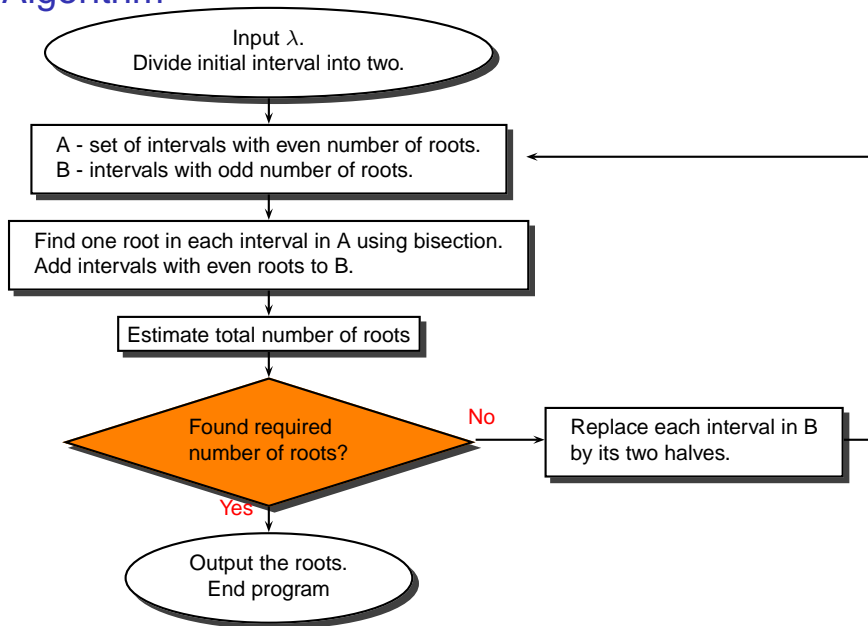 Algorithm
Input λ.
Divide initial interval into two.
A - set of intervals with even number of roots.
B - intervals with odd number of roots.
Find one root in each interval in A using bisection.
Add intervals with even roots to B.
Estimate total number of roots
Found required
number of roots?
No
Replace each interval in B
by its two halves.
Yes
Output the roots.
End program